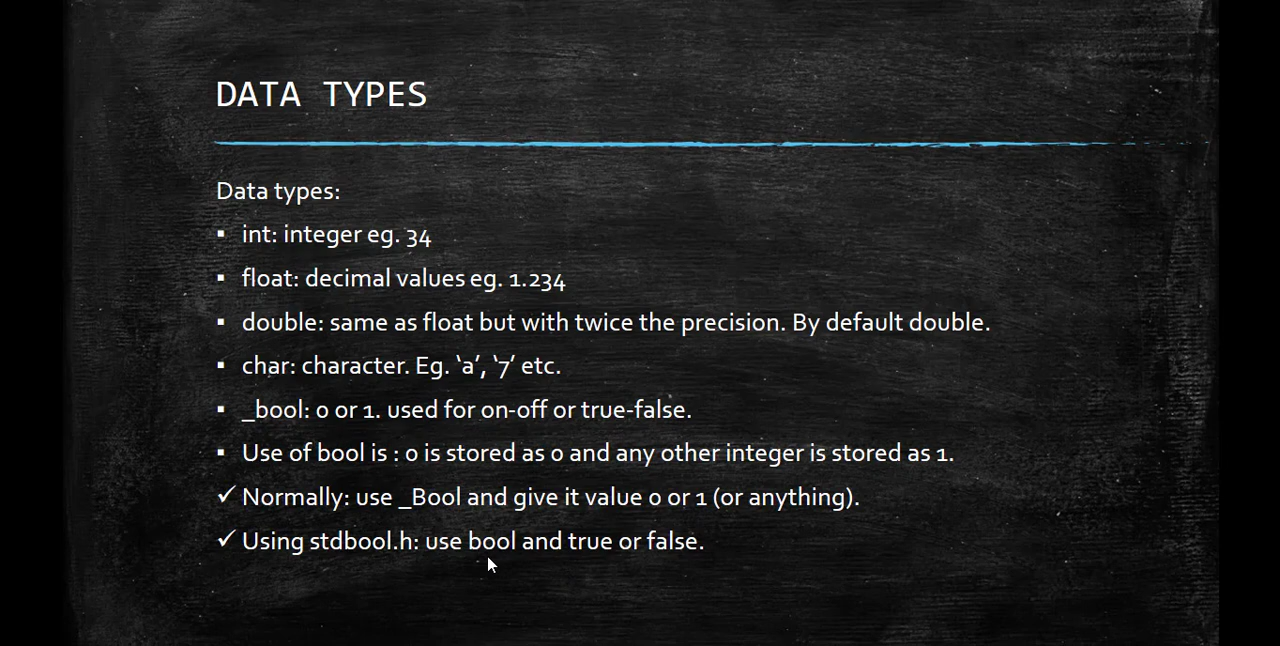 DATA TYPES
Data types:
▪ int: integer eg. 34
▪ float: decimal values eg. 1.234
▪ double: same as float but with twice the precision. By default double.
▪ char: character. Eg. ‘a’, ‘7’ etc.
▪ _bool: 0 or 1. used for on-off or true-false.
▪ Use of bool is : 0 is stored as 0 and any other integer is stored as 1.
✓ Normally: use _Bool and give it value 0 or 1 (or anything).
✓ Using stdbool.h: use bool and true or false.